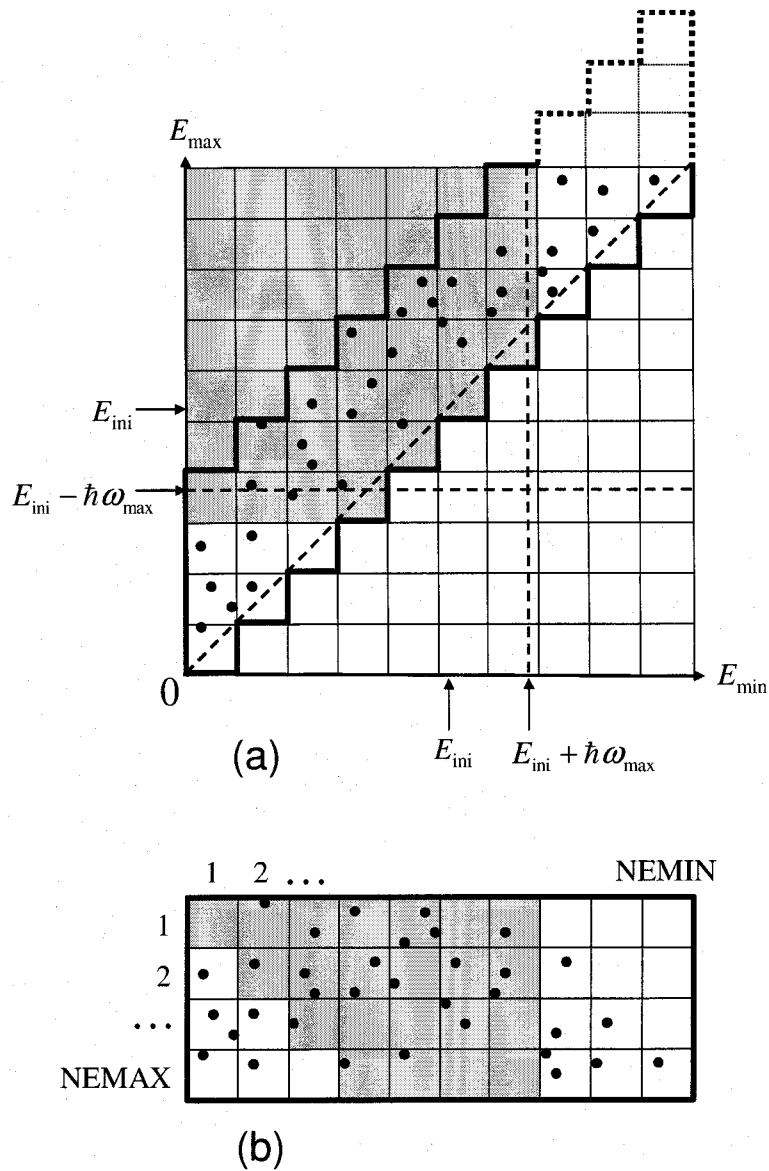 E_max
E_ini
E_ini − ħω_max
0
E_min
E_ini
E_ini + ħω_max
(a)
1 2 ... NEMIN
1
2
...
NEMAX
(b)